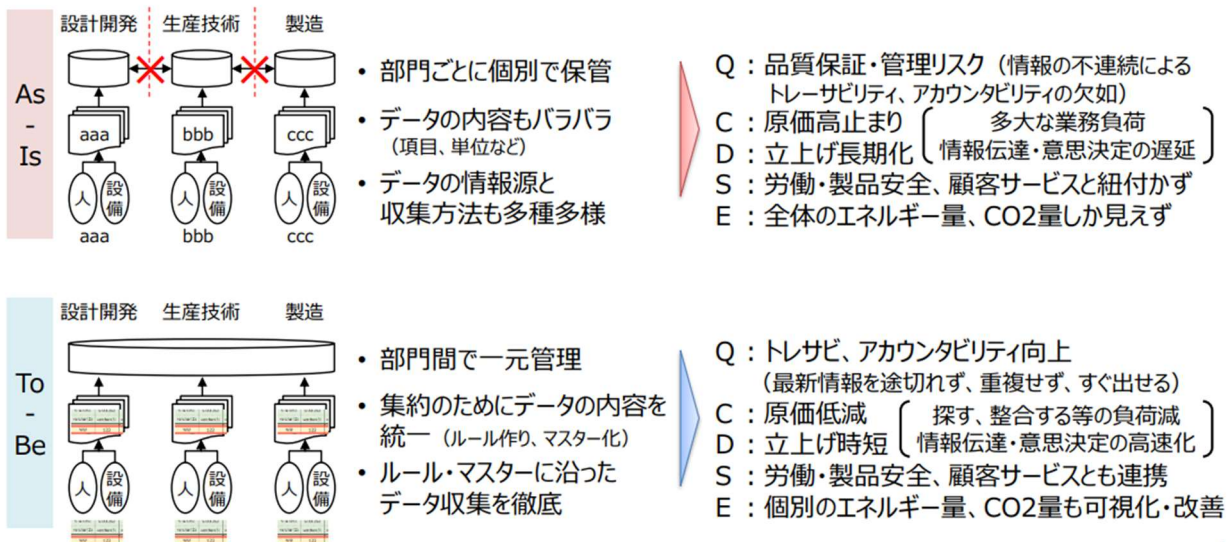 設計開発 生産技術 製造
As
-
Is
aaa bbb ccc
人 設備 人 設備 人 設備
aaa bbb ccc
• 部門ごとに個別で保管
• データの内容もバラバラ
（項目、単位など）
• データの情報源と
収集方法も多種多様
Q：品質保証・管理リスク（情報の不連続による
トレーサビリティ、アカウンタビリティの欠如）
C：原価高止まり
D：立上げ長期化
多大な業務負荷
情報伝達・意思決定の遅延
S：労働・製品安全、顧客サービスと紐付かず
E：全体のエネルギー量、CO2量しか見えず
設計開発 生産技術 製造
To
-
Be
人 設備 人 設備 人 設備
• 部門間で一元管理
• 集約のためにデータの内容を
統一（ルール作り、マスター化）
• ルール・マスターに沿った
データ収集を徹底
Q：トレサビ、アカウンタビリティ向上
（最新情報を途切れず、重複せず、すぐ出せる）
C：原価低減
D：立上げ時短
探す、整合する等の負荷減
情報伝達・意思決定の高速化
S：労働・製品安全、顧客サービスとも連携
E：個別のエネルギー量、CO2量も可視化・改善